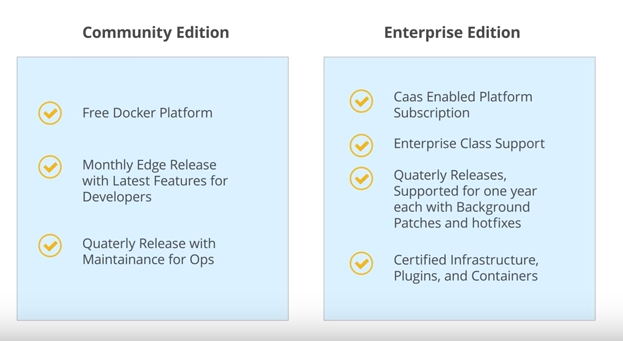 Community Edition
Free Docker Platform
Monthly Edge Release
with Latest Features for
Developers
Quaterly Release with
Maintainance for Ops
Enterprise Edition
Caas Enabled Platform
Subscription
Enterprise Class Support
Quaterly Releases,
Supported for one year
each with Background
Patches and hotfixes
Certified Infrastructure,
Plugins, and Containers